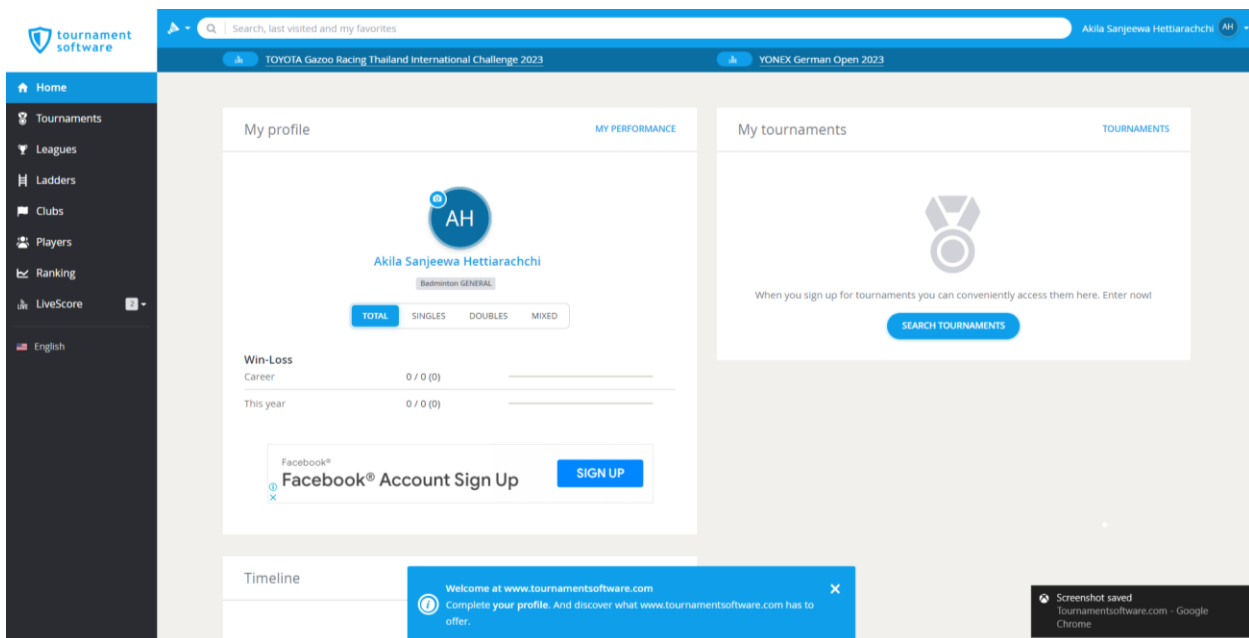 tournament
software
Search, last visited and my favorites
Akila Sanjeewa Hettiarachchi AH
TOYOTA Gazoo Racing Thailand International Challenge 2023
YONEX German Open 2023
Home
Tournaments
Leagues
Ladders
Clubs
Players
Ranking
LiveScore 2
English
My profile MY PERFORMANCE
AH
Akila Sanjeewa Hettiarachchi
Badminton GENERAL
TOTAL SINGLES DOUBLES MIXED
Win-Loss
Career 0 / 0 (0)
This year 0 / 0 (0)
Facebook®
Facebook® Account Sign Up
SIGN UP
My tournaments TOURNAMENTS
When you sign up for tournaments you can conveniently access them here. Enter now!
SEARCH TOURNAMENTS
Timeline
Welcome at www.tournamentsoftware.com
Complete your profile. And discover what www.tournamentsoftware.com has to
offer.
Screenshot saved
Tournamentsoftware.com - Google
Chrome